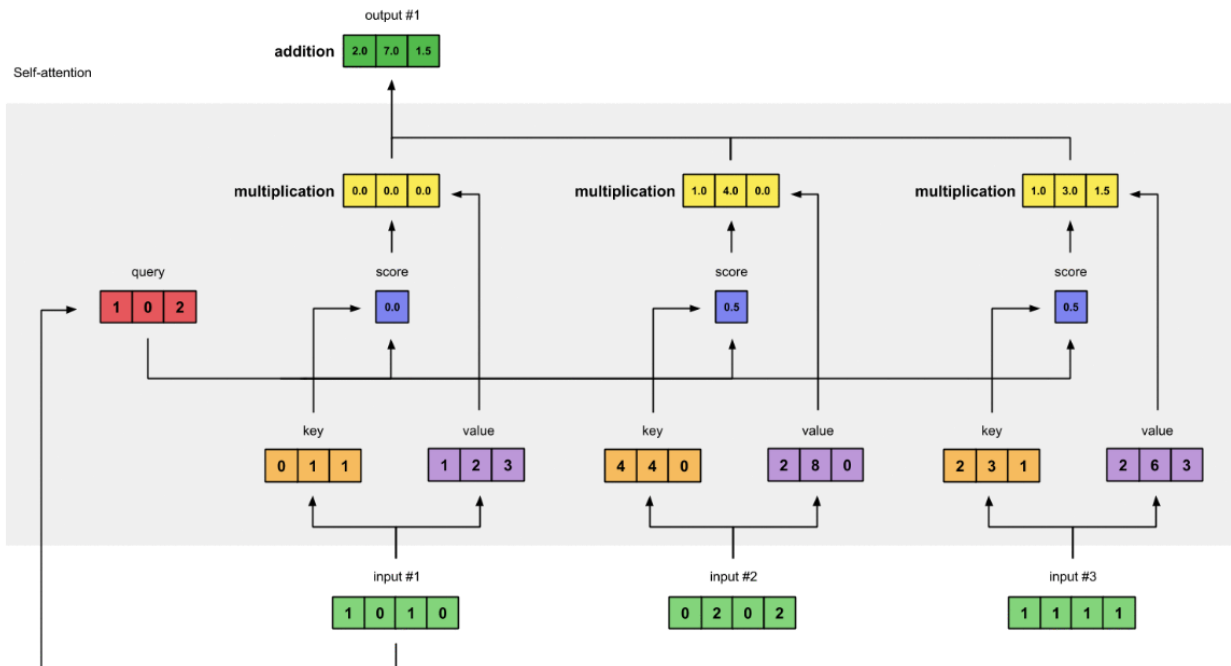 output #1
addition 2.0 7.0 1.5
Self-attention
multiplication 0.0 0.0 0.0 multiplication 1.0 4.0 0.0 multiplication 1.0 3.0 1.5
query score score score
1 0 2 0.0 0.5 0.5
key value key value key value
0 1 1 1 2 3 4 4 0 2 8 0 2 3 1 2 6 3
input #1 input #2 input #3
1 0 1 0 0 2 0 2 1 1 1 1